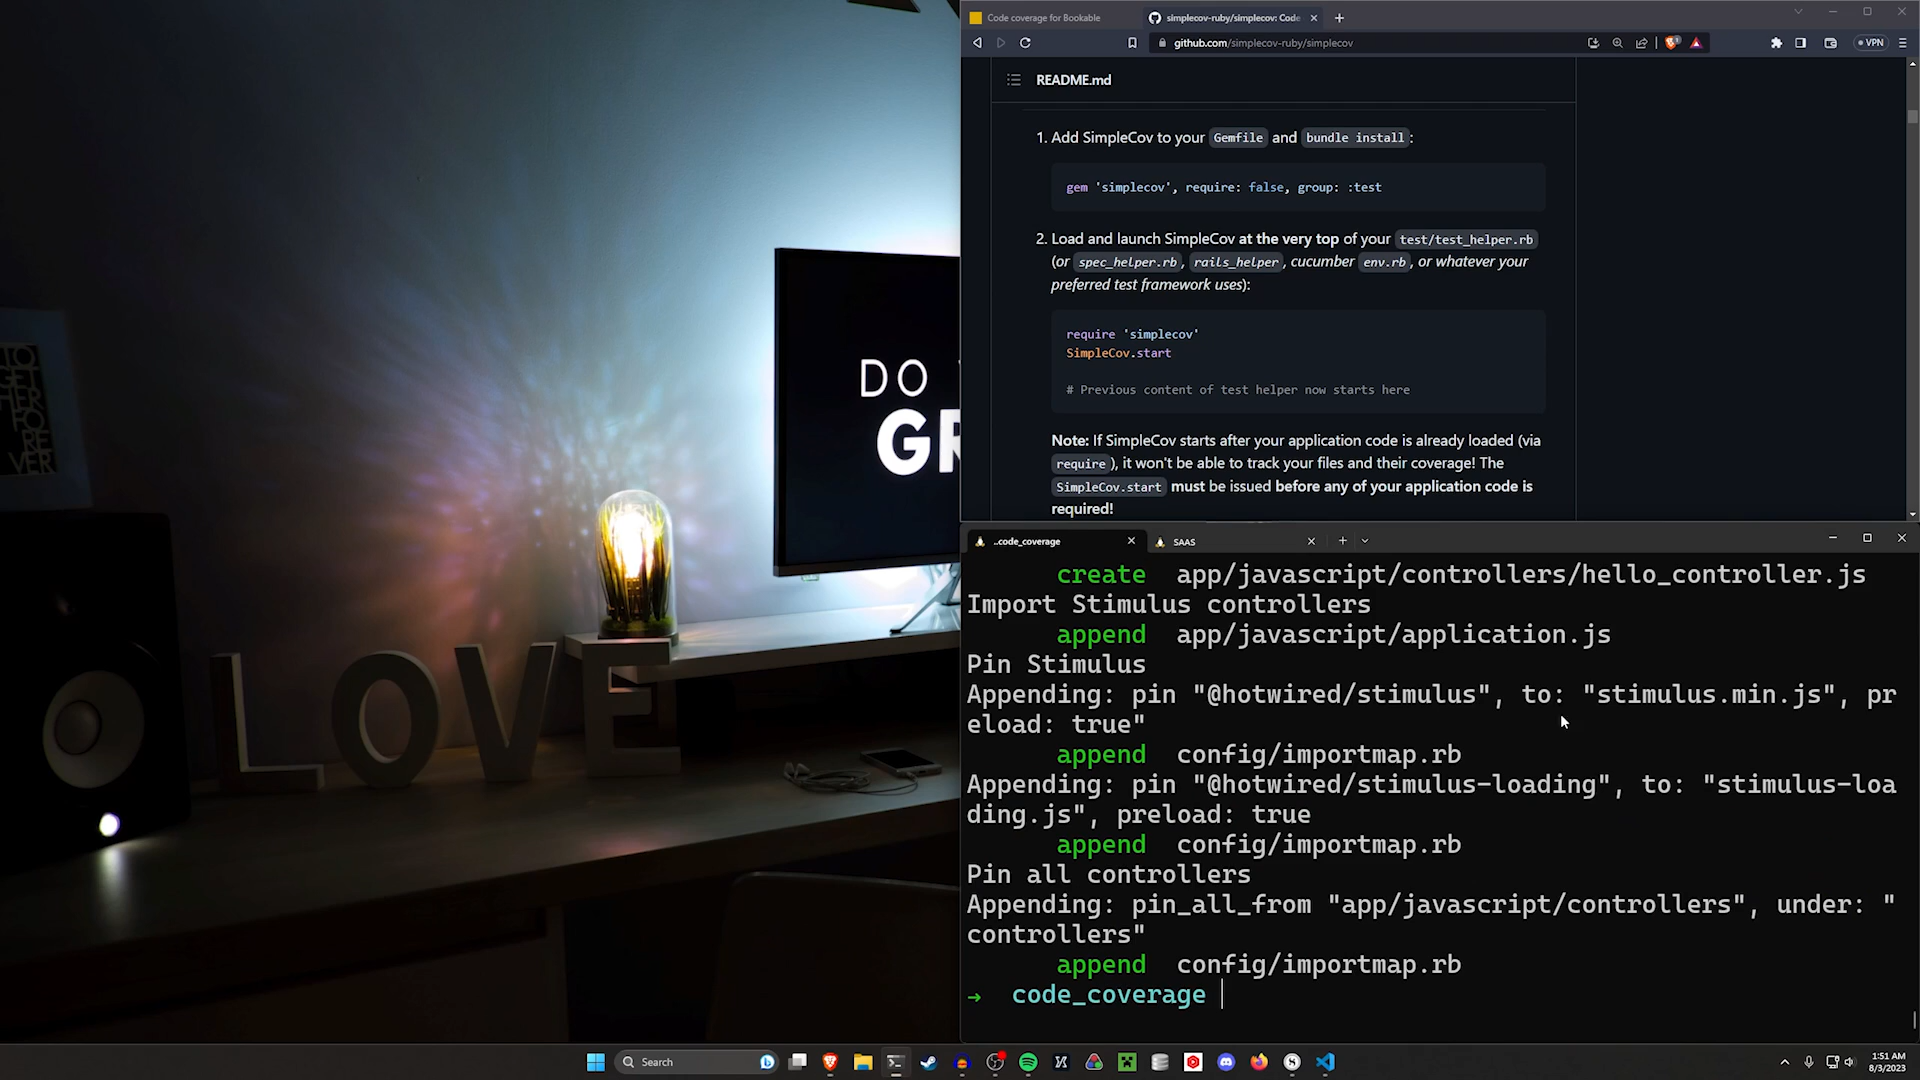 Code coverage for Bookable
simplecov-ruby/simplecov: Code
github.com/simplecov-ruby/simplecov
VPN
README.md
1. Add SimpleCov to your Gemfile and bundle install:
gem 'simplecov', require: false, group: :test
2. Load and launch SimpleCov at the very top of your test/test_helper.rb
(or spec_helper.rb, rails_helper, cucumber env.rb, or whatever your
preferred test framework uses):
require 'simplecov'
SimpleCov.start
# Previous content of test helper now starts here
Note: If SimpleCov starts after your application code is already loaded (via
require), it won't be able to track your files and their coverage! The
SimpleCov.start must be issued before any of your application code is
required!
..code_coverage
SAAS
create app/javascript/controllers/hello_controller.js
Import Stimulus controllers
append app/javascript/application.js
Pin Stimulus
Appending: pin "@hotwired/stimulus", to: "stimulus.min.js", pr
eload: true"
append config/importmap.rb
Appending: pin "@hotwired/stimulus-loading", to: "stimulus-loa
ding.js", preload: true
append config/importmap.rb
Pin all controllers
Appending: pin_all_from "app/javascript/controllers", under: "
controllers"
append config/importmap.rb
→ code_coverage
DO
GR
TO
GET
HER
FO
RE
VER
LOVE
Search
1:51 AM
8/3/2023